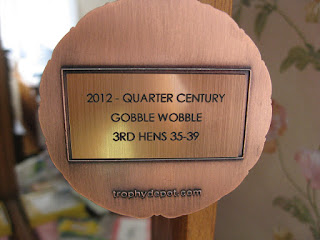 2012 - QUARTER CENTURY
GOBBLE WOBBLE
3RD HENS 35-39
trophydepot.com